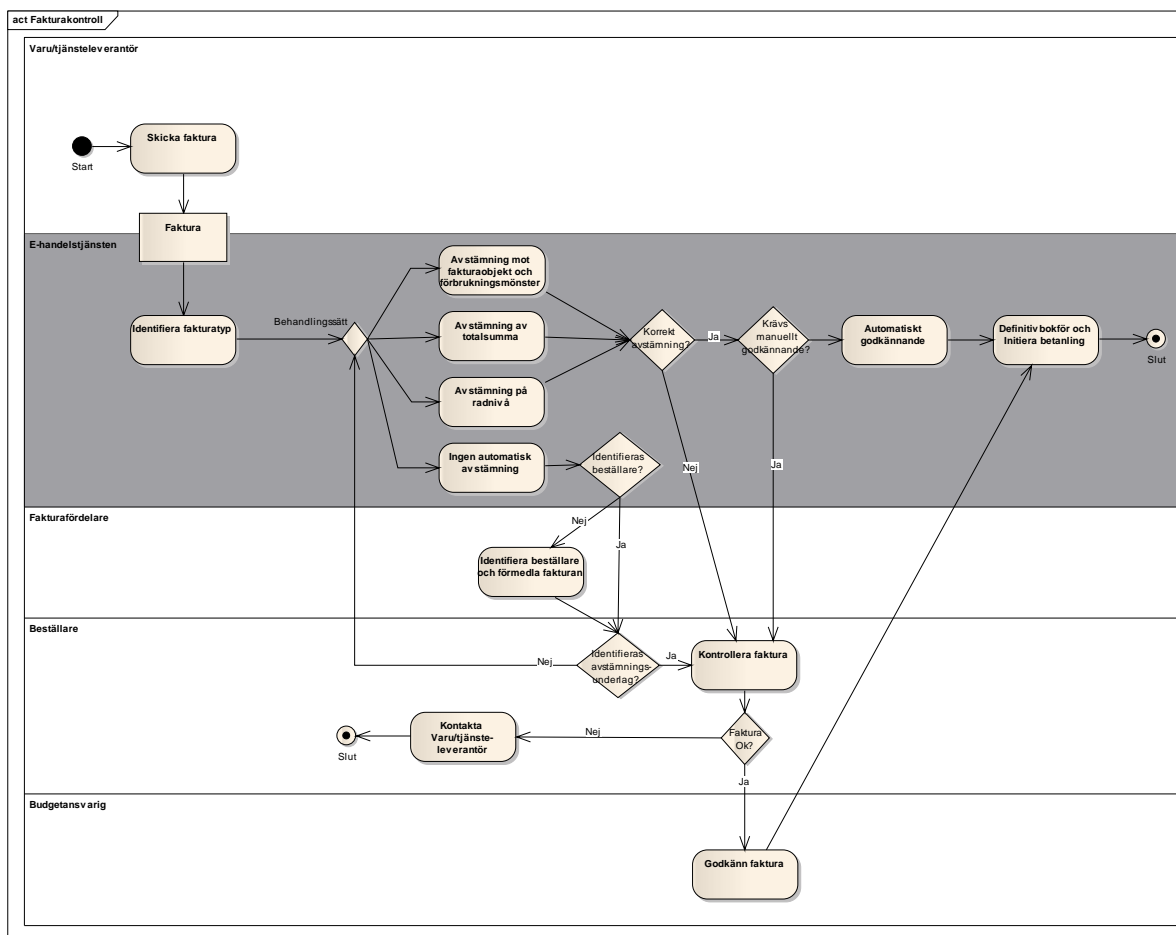 act Fakturakontroll
Varu/tjänsteleverantör
Skicka faktura
Start
Faktura
E-handelstjänsten
Avstämning mot
fakturaobjekt och
förbrukningsmönster
Identifiera fakturatyp
Behandlingssätt
Avstämning av
totalsumma
Korrekt
avstämning?
Ja
Krävs
manuellt
godkännande?
Automatiskt
godkännande
Definitivbokför och
Initiera betanling
Slut
Avstämning på
radnivå
Ingen automatisk
avstämning
Identifieras
beställare?
Nej
Ja
Fakturafördelare
Nej
Ja
Identifiera beställare
och förmedla fakturan
Beställare
Identifieras
avstämnings-
underlag?
Nej
Ja
Kontrollera faktura
Kontakta
Varu/tjänste-
leverantör
Slut
Nej
Faktura
Ok?
Ja
Budgetansvarig
Godkänn faktura